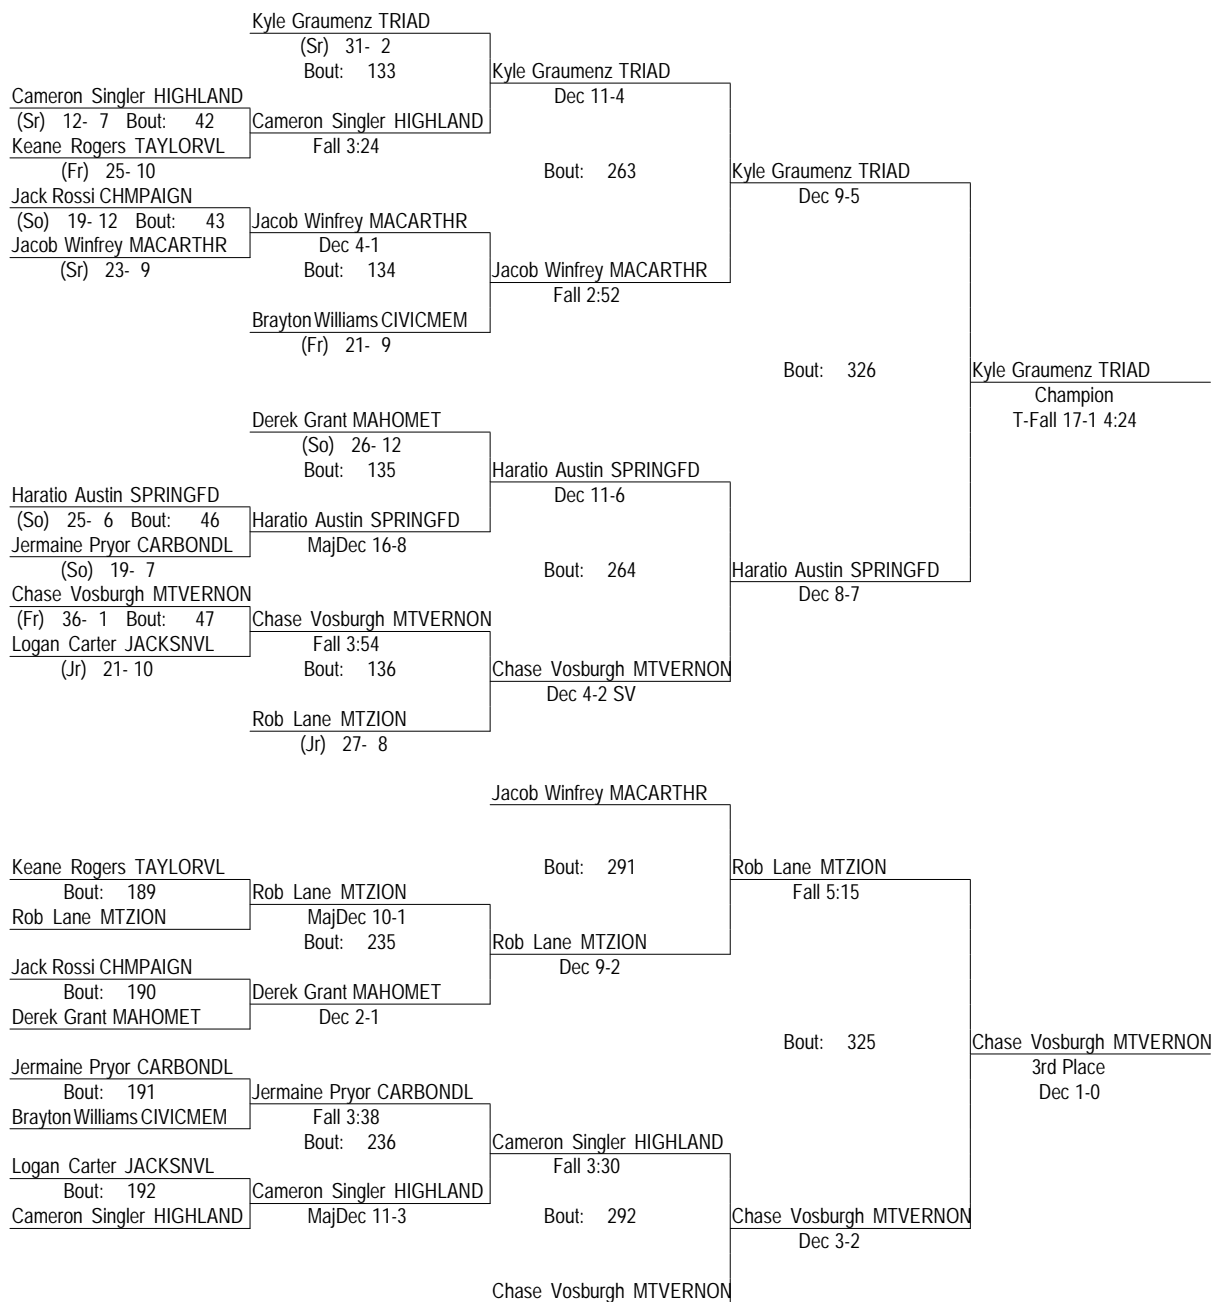 Kyle Graumenz TRIAD
(Sr) 31- 2
Bout: 133
Kyle Graumenz TRIAD
Dec 11-4
Cameron Singler HIGHLAND
(Sr) 12- 7 Bout: 42
Cameron Singler HIGHLAND
Keane Rogers TAYLORVL
Fall 3:24
(Fr) 25- 10
Bout: 263
Kyle Graumenz TRIAD
Dec 9-5
Jack Rossi CHMPAIGN
(So) 19- 12 Bout: 43
Jacob Winfrey MACARTHR
Jacob Winfrey MACARTHR
Dec 4-1
(Sr) 23- 9
Bout: 134
Jacob Winfrey MACARTHR
Fall 2:52
Brayton Williams CIVICMEM
(Fr) 21- 9
Bout: 326
Kyle Graumenz TRIAD
Champion
T-Fall 17-1 4:24
Derek Grant MAHOMET
(So) 26- 12
Bout: 135
Haratio Austin SPRINGFD
Dec 11-6
Haratio Austin SPRINGFD
(So) 25- 6 Bout: 46
Haratio Austin SPRINGFD
Jermaine Pryor CARBONDL
MajDec 16-8
(So) 19- 7
Bout: 264
Haratio Austin SPRINGFD
Dec 8-7
Chase Vosburgh MTVERNON
(Fr) 36- 1 Bout: 47
Chase Vosburgh MTVERNON
Logan Carter JACKSNVL
Fall 3:54
(Jr) 21- 10
Bout: 136
Chase Vosburgh MTVERNON
Dec 4-2 SV
Rob Lane MTZION
(Jr) 27- 8
Jacob Winfrey MACARTHR
Keane Rogers TAYLORVL
Bout: 291
Rob Lane MTZION
Fall 5:15
Bout: 189
Rob Lane MTZION
Rob Lane MTZION
MajDec 10-1
Bout: 235
Rob Lane MTZION
Dec 9-2
Jack Rossi CHMPAIGN
Bout: 190
Derek Grant MAHOMET
Derek Grant MAHOMET
Dec 2-1
Bout: 325
Chase Vosburgh MTVERNON
3rd Place
Dec 1-0
Jermaine Pryor CARBONDL
Bout: 191
Jermaine Pryor CARBONDL
Brayton Williams CIVICMEM
Fall 3:38
Bout: 236
Cameron Singler HIGHLAND
Fall 3:30
Logan Carter JACKSNVL
Bout: 192
Cameron Singler HIGHLAND
Cameron Singler HIGHLAND
MajDec 11-3
Bout: 292
Chase Vosburgh MTVERNON
Dec 3-2
Chase Vosburgh MTVERNON